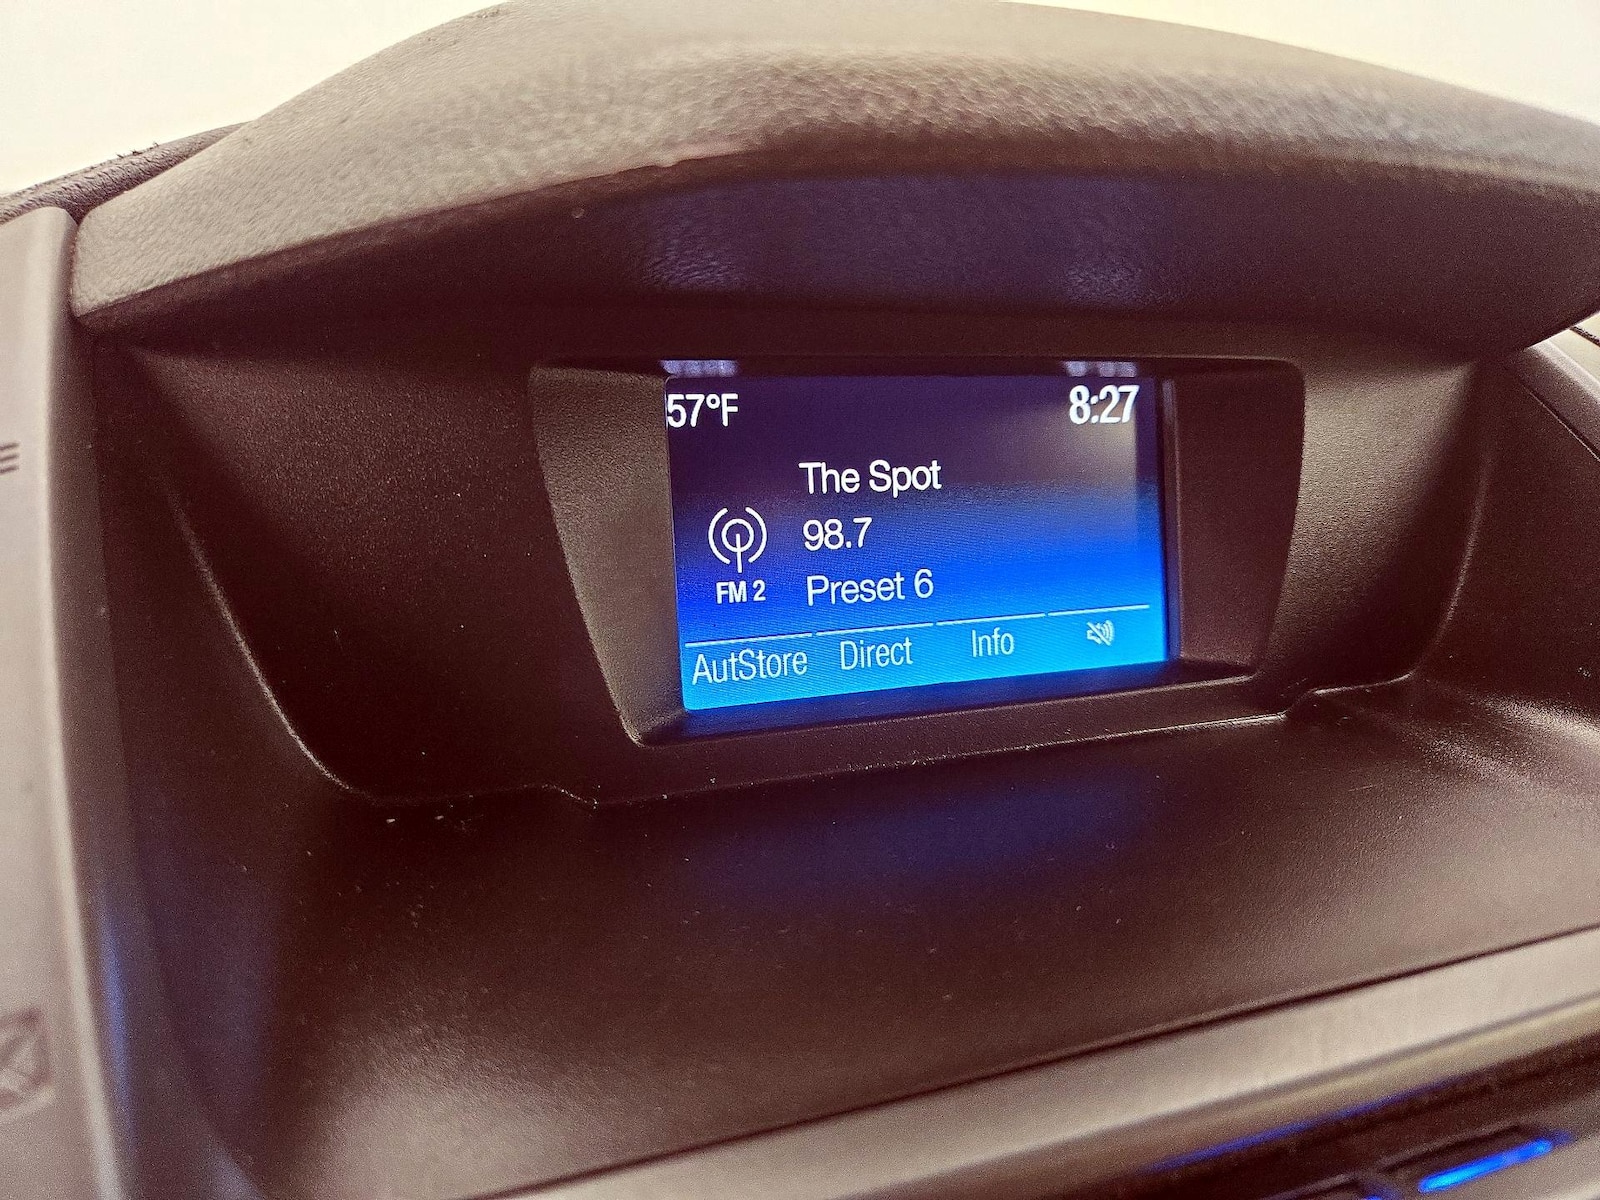 57°F 8:27
The Spot
98.7
FM 2 Preset 6
AutStore Direct Info